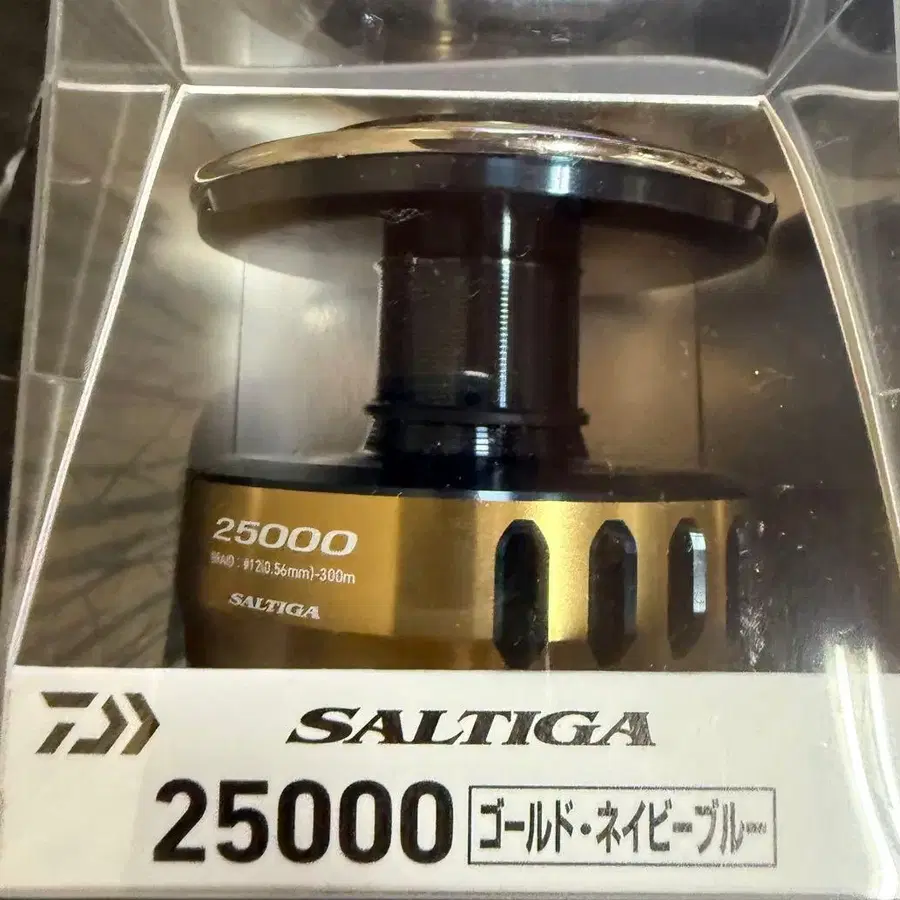 25000
BRAID : #12(0.56mm)-300m
SALTIGA
SALTIGA
25000 ゴールド・ネイビーブルー